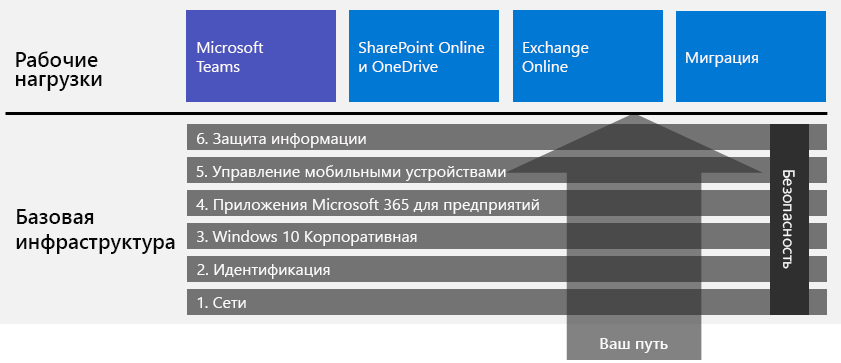 Рабочие
нагрузки
Microsoft
Teams
SharePoint Online
и OneDrive
Exchange
Online
Миграция
Базовая
инфраструктура
6. Защита информации
5. Управление мобильными устройствами
4. Приложения Microsoft 365 для предприятий
3. Windows 10 Корпоративная
2. Идентификация
1. Сети
Безопасность
Ваш путь